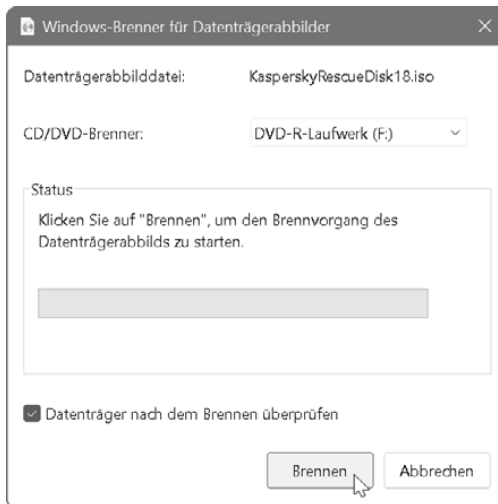 Windows-Brenner für Datenträgerabbilder
Datenträgerabbilddatei: KasperskyRescueDisk18.iso
CD/DVD-Brenner: DVD-R-Laufwerk (F:)
Status
Klicken Sie auf "Brennen", um den Brennvorgang des
Datenträgerabbilds zu starten.
Datenträger nach dem Brennen überprüfen
Brennen Abbrechen